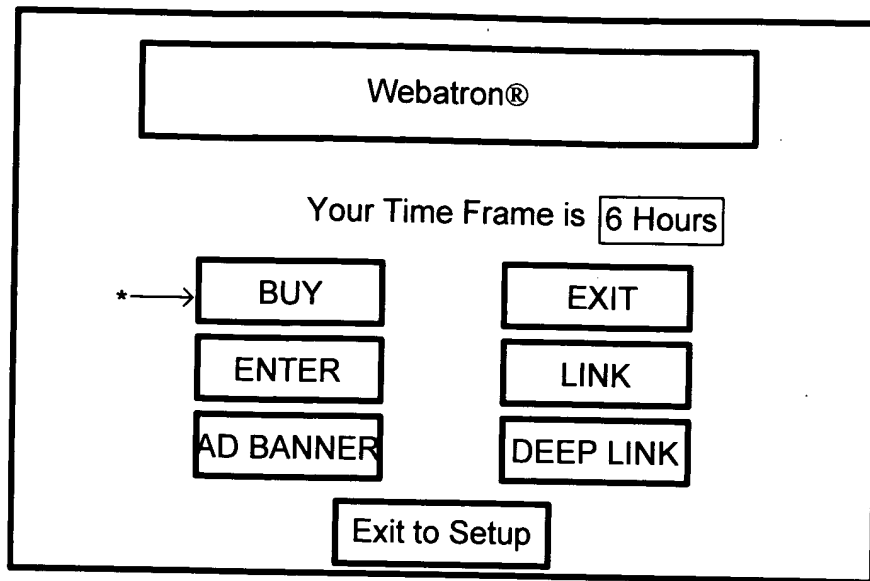 Webatron®
Your Time Frame is 6 Hours
* BUY EXIT
ENTER LINK
AD BANNER DEEP LINK
Exit to Setup